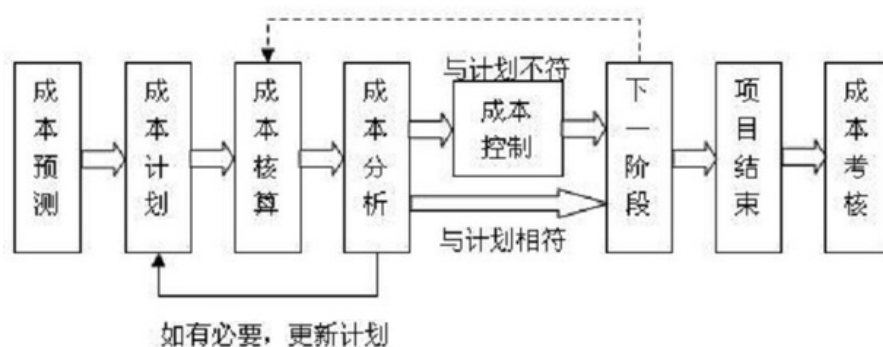 成本预测
成本计划
成本核算
成本分析
与计划不符
成本
控制
与计划相符
下一阶段
项目结束
成本考核
如有必要，更新计划